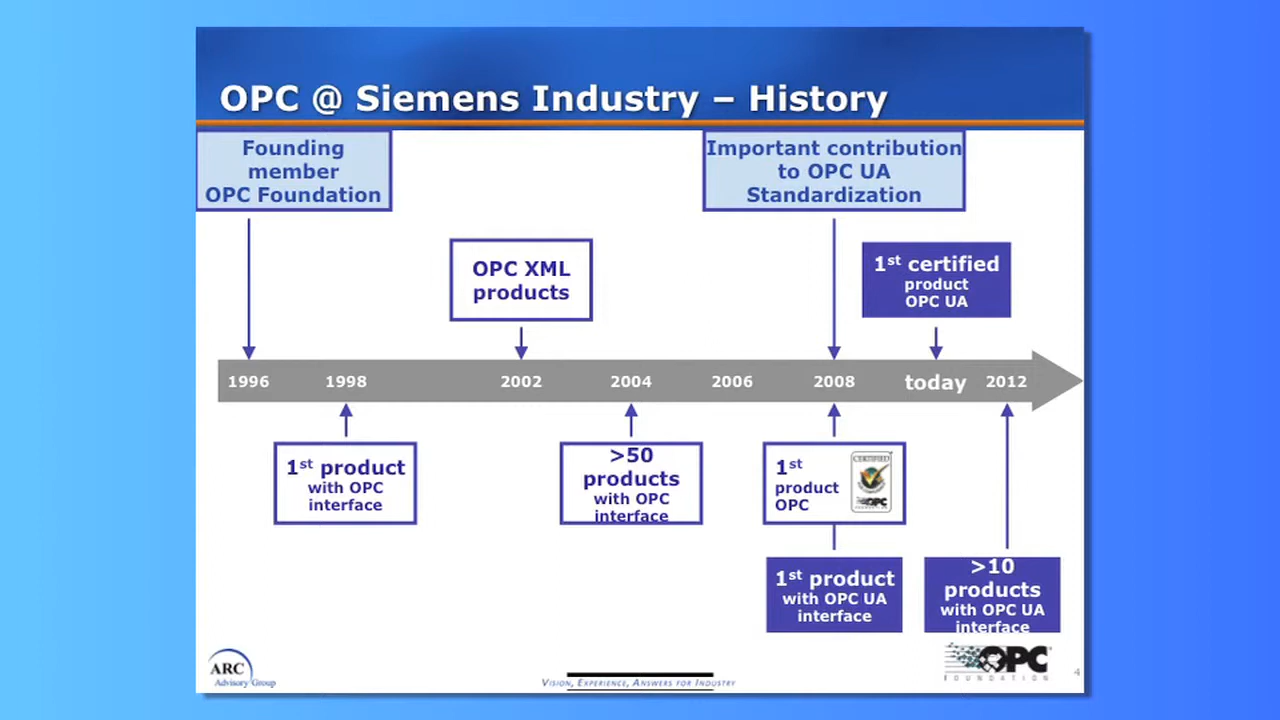 OPC @ Siemens Industry – History
Founding
member
OPC Foundation
Important contribution
to OPC UA
Standardization
OPC XML
products
1st certified
product
OPC UA
1996
1998
2002
2004
2006
2008
today
2012
1st product
with OPC
interface
>50
products
with OPC
interface
1st
product
OPC
CERTIFIED
OPC
1st product
with OPC UA
interface
>10
products
with OPC UA
interface
ARC
Advisory Group
Vision, Experience, Answers for Industry
OPC
FOUNDATION
4